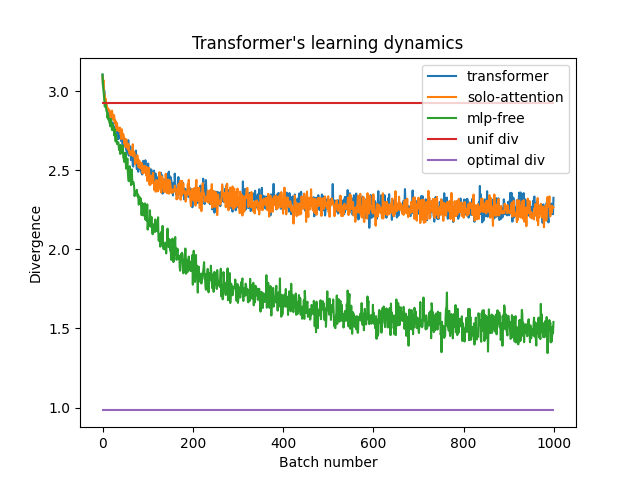 Transformer's learning dynamics
transformer
solo-attention
mlp-free
unif div
optimal div
3.0
2.5
2.0
1.5
1.0
Divergence
0
200
400
600
800
1000
Batch number